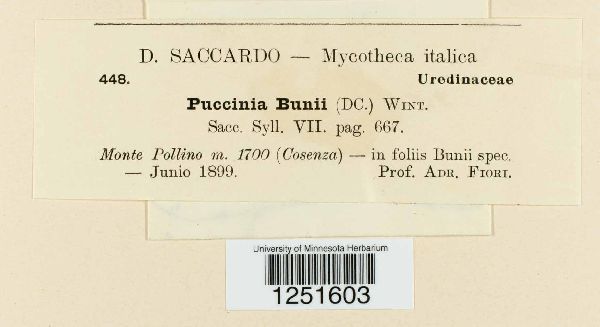 D. SACCARDO — Mycotheca italica
448. Uredinaceae
Puccinia Bunii (DC.) WINT.
Sacc. Syll. VII. pag. 667.
Monte Pollino m. 1700 (Cosenza) — in foliis Bunii spec.
— Junio 1899. Prof. ADR. FIORI.
University of Minnesota Herbarium
1251603